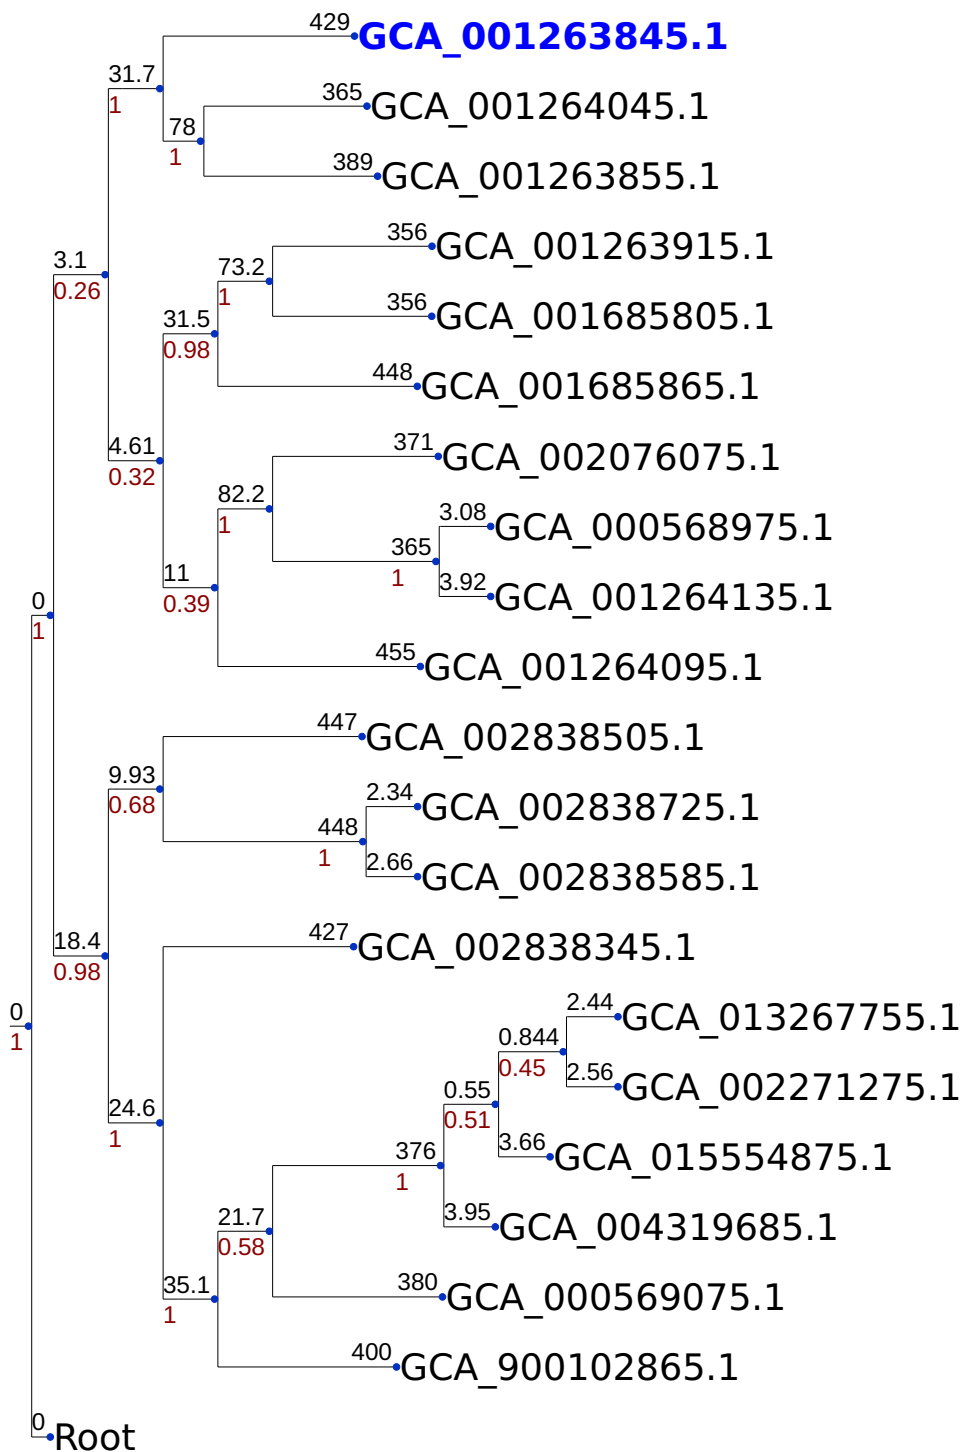 429 GCA_001263845.1
31.7
1
365 GCA_001264045.1
78
1
389 GCA_001263855.1
356 GCA_001263915.1
3.1
0.26
73.2
1
356 GCA_001685805.1
31.5
0.98
448 GCA_001685865.1
4.61
0.32
371 GCA_002076075.1
82.2
1
3.08 GCA_000568975.1
365
1
3.92 GCA_001264135.1
11
0.39
0
1
455 GCA_001264095.1
447 GCA_002838505.1
9.93
0.68
2.34 GCA_002838725.1
448
1
2.66 GCA_002838585.1
18.4
0.98
427 GCA_002838345.1
0
1
2.44 GCA_013267755.1
0.844
0.45
2.56 GCA_002271275.1
0.55
0.51
24.6
1
3.66 GCA_015554875.1
376
1
3.95 GCA_004319685.1
21.7
0.58
35.1
1
380 GCA_000569075.1
400 GCA_900102865.1
0 Root